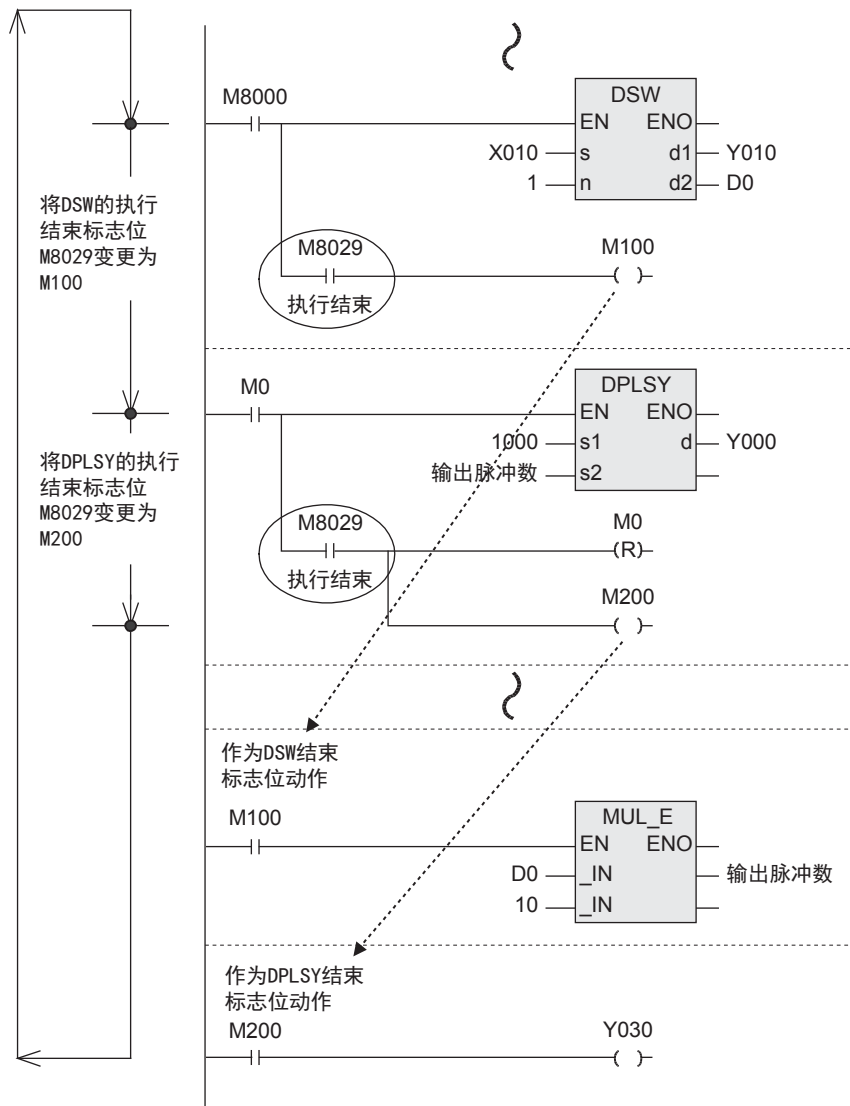 M8000
DSW
EN ENO
X010 s d1 Y010
1 n d2 D0
将DSW的执行
结束标志位
M8029变更为
M100
M8029
执行结束
M100
M0
DPLSY
EN ENO
1000 s1 d Y000
输出脉冲数 s2
将DPLSY的执行
结束标志位
M8029变更为
M200
M8029
执行结束
M0
(R)
M200
作为DSW结束
标志位动作
M100
MUL_E
EN ENO
D0 _IN 输出脉冲数
10 _IN
作为DPLSY结束
标志位动作
M200
Y030